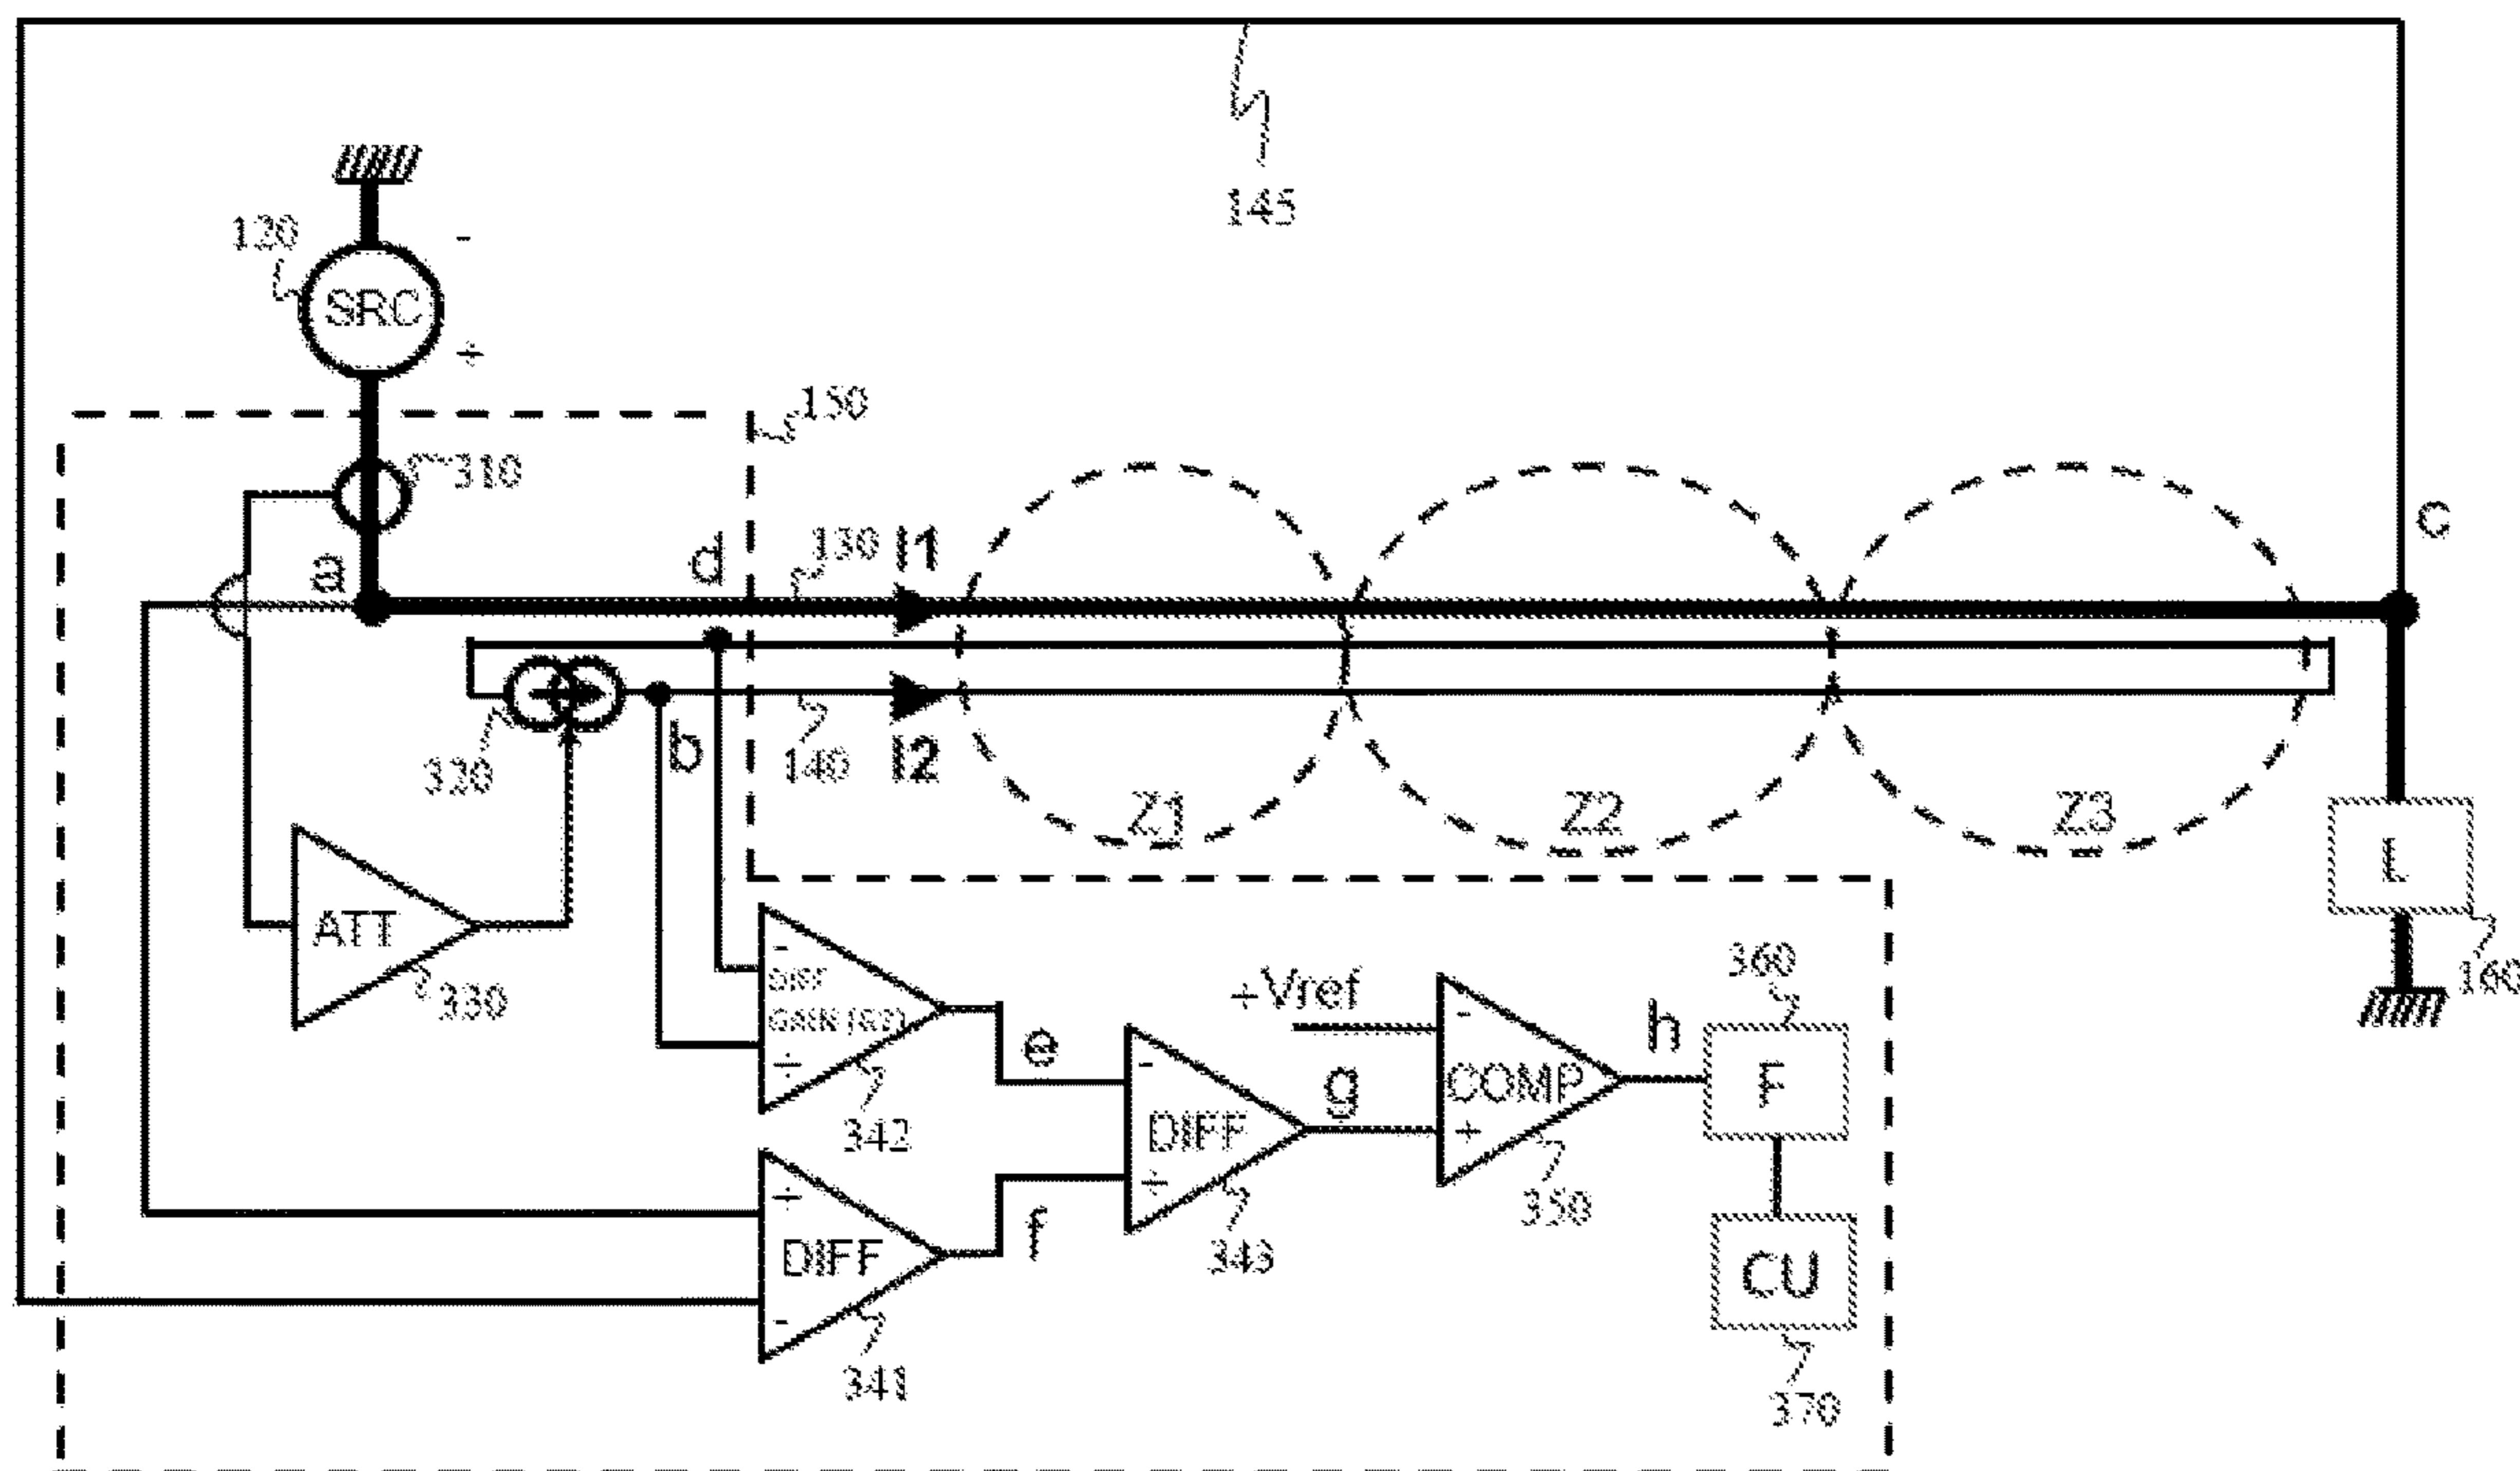 145
120
-
SRC
+
150
310
a
d
130
I1
c
b
320
140
I2
Z1
Z2
Z3
L
160
ATT
330
-
DIFF
+
342
e
+Vref
-
COMP
+
g
350
h
360
F
-
DIFF
+
343
f
+
DIFF
-
341
CU
370